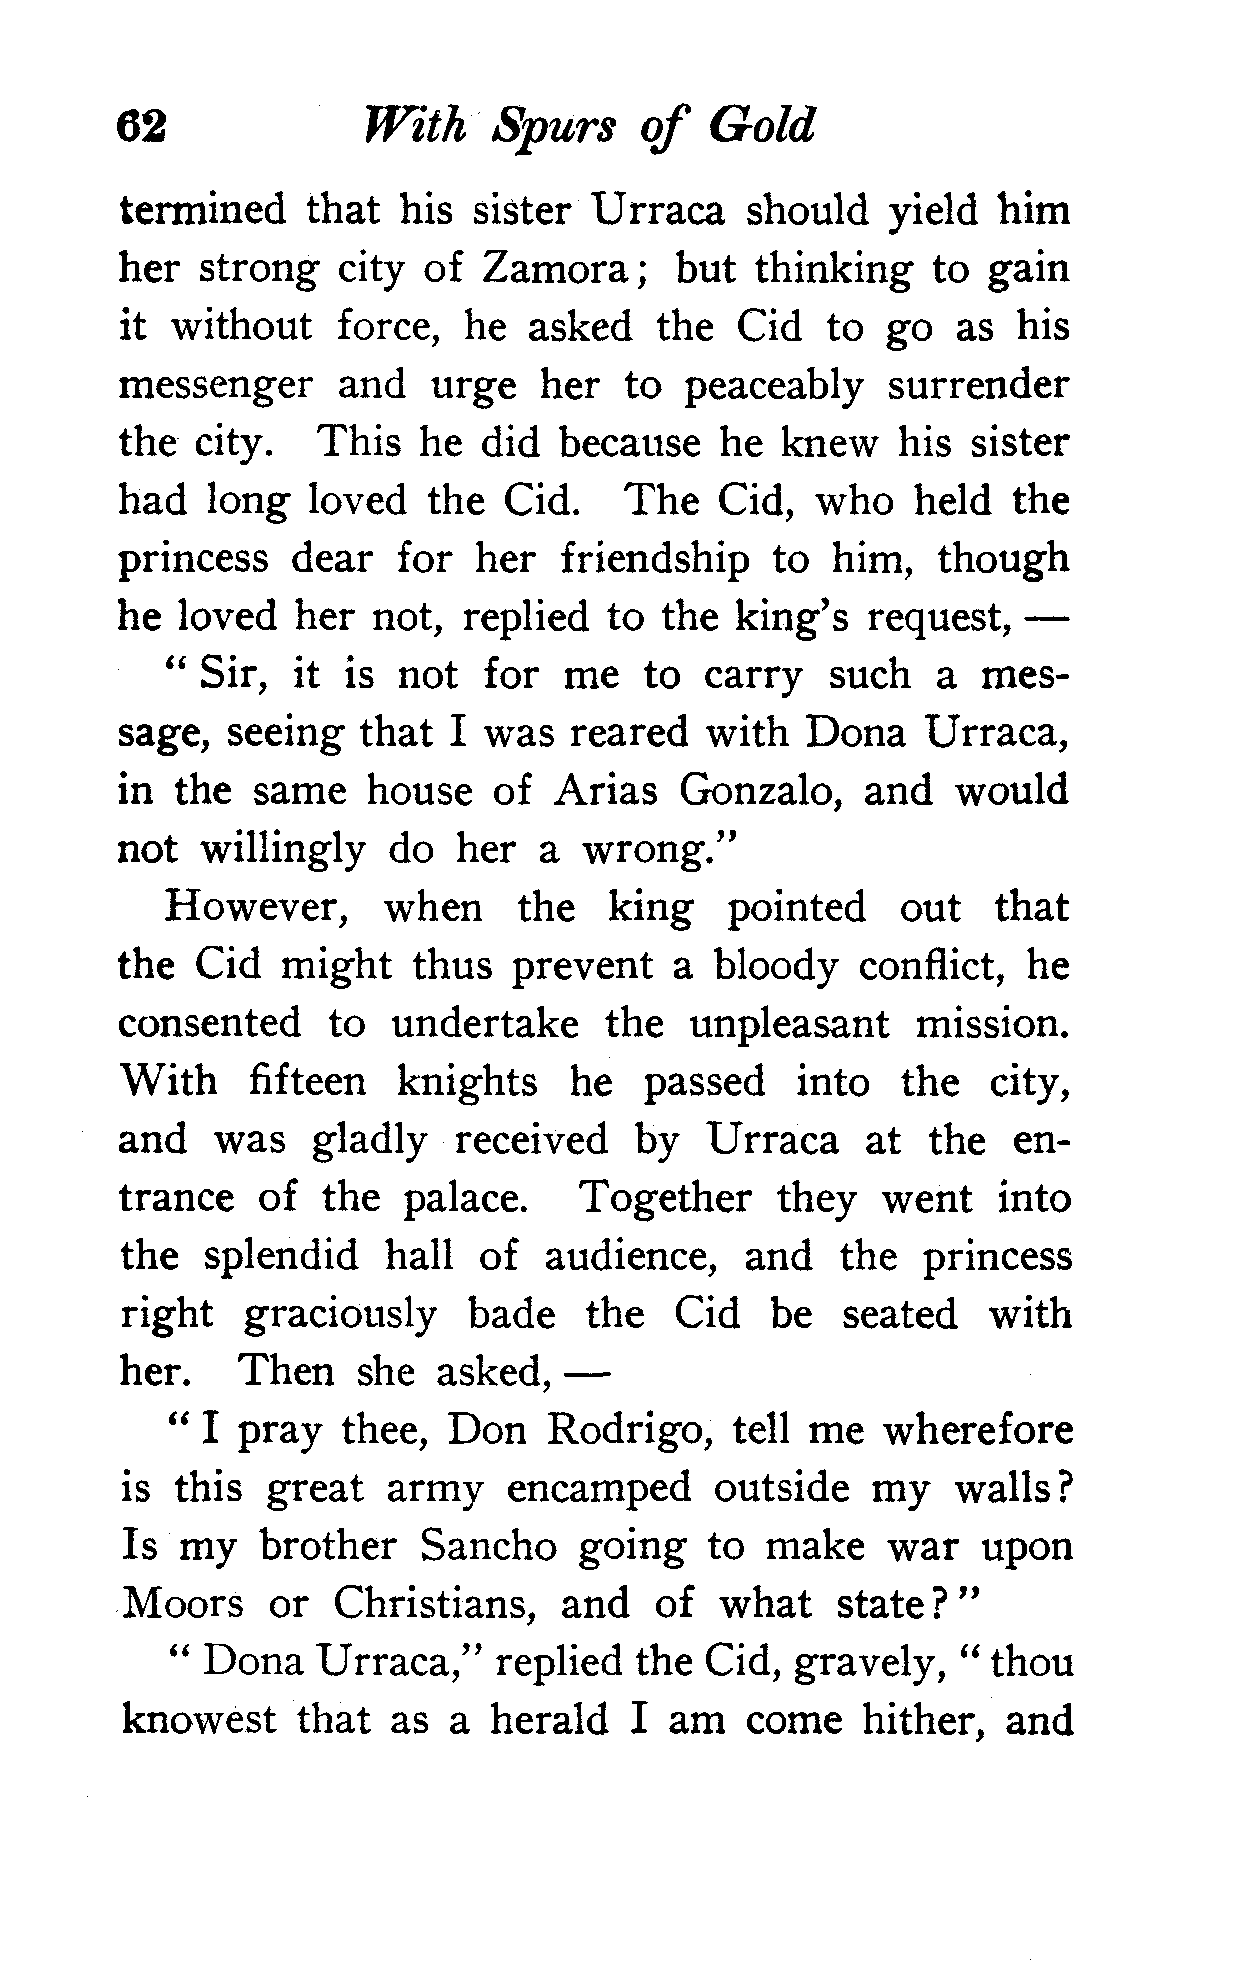 62 With Spurs of Gold
termined that his sister Urraca should yield him
her strong city of Zamora; but thinking to gain
it without force, he asked the Cid to go as his
messenger and urge her to peaceably surrender
the city. This he did because he knew his sister
had long loved the Cid. The Cid, who held the
princess dear for her friendship to him, though
he loved her not, replied to the king's request, —
“ Sir, it is not for me to carry such a mes-
sage, seeing that I was reared with Dona Urraca,
in the same house of Arias Gonzalo, and would
not willingly do her a wrong.”
However, when the king pointed out that
the Cid might thus prevent a bloody conflict, he
consented to undertake the unpleasant mission.
With fifteen knights he passed into the city,
and was gladly received by Urraca at the en-
trance of the palace. Together they went into
the splendid hall of audience, and the princess
right graciously bade the Cid be seated with
her. Then she asked, —
“ I pray thee, Don Rodrigo, tell me wherefore
is this great army encamped outside my walls?
Is my brother Sancho going to make war upon
Moors or Christians, and of what state?”
“ Dona Urraca,” replied the Cid, gravely, “ thou
knowest that as a herald I am come hither, and